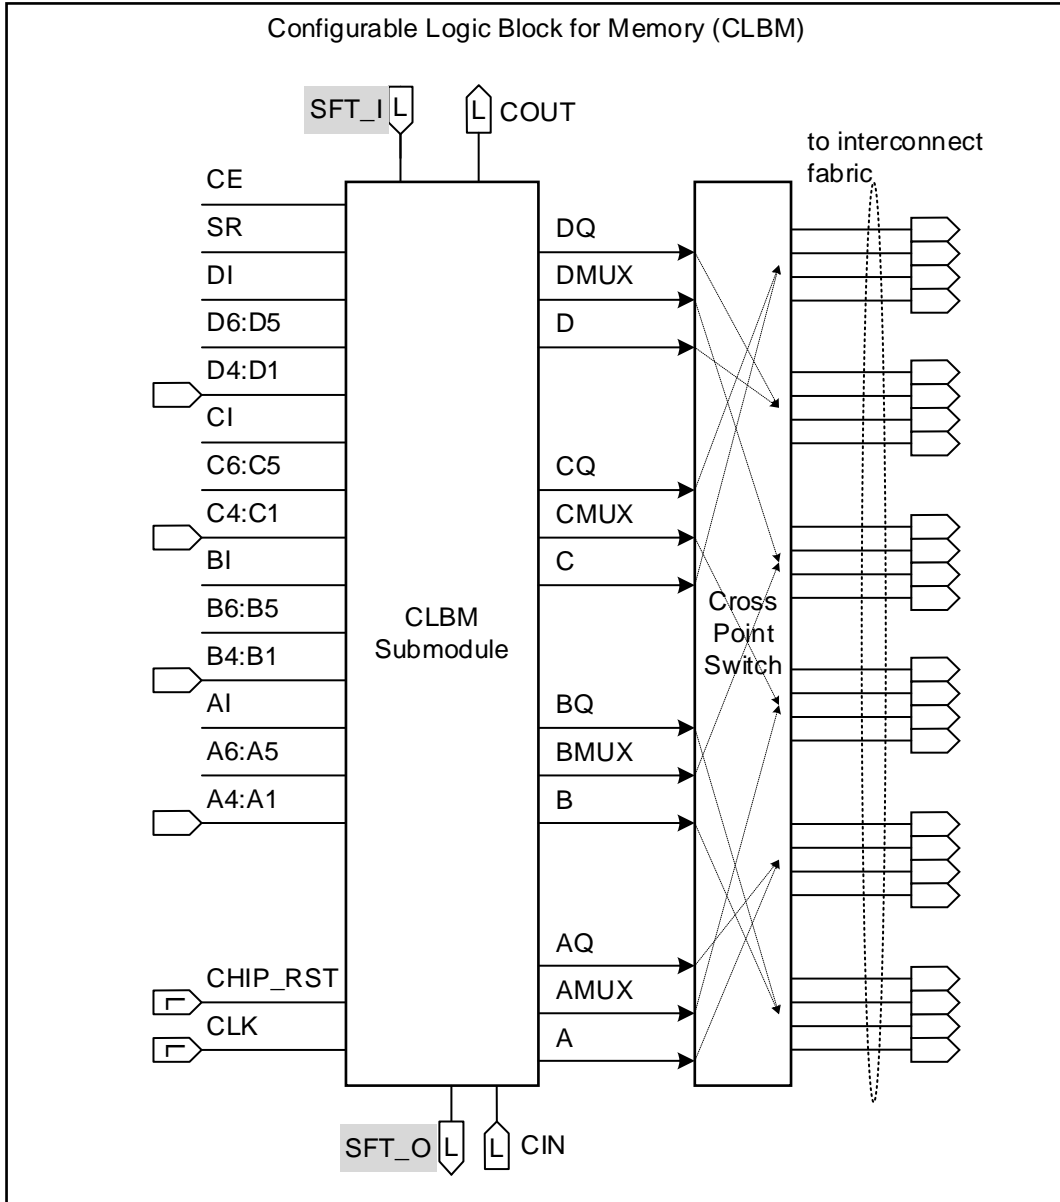 Configurable Logic Block for Memory (CLBM)
SFT_I L
L COUT
to interconnect
fabric
CE
SR
DI
D6:D5
D4:D1
CI
C6:C5
C4:C1
BI
B6:B5
B4:B1
AI
A6:A5
A4:A1
CHIP_RST
L
CLK
L
CLBM
Submodule
DQ
DMUX
D
CQ
CMUX
C
BQ
BMUX
B
AQ
AMUX
A
Cross
Point
Switch
SFT_O L
L CIN